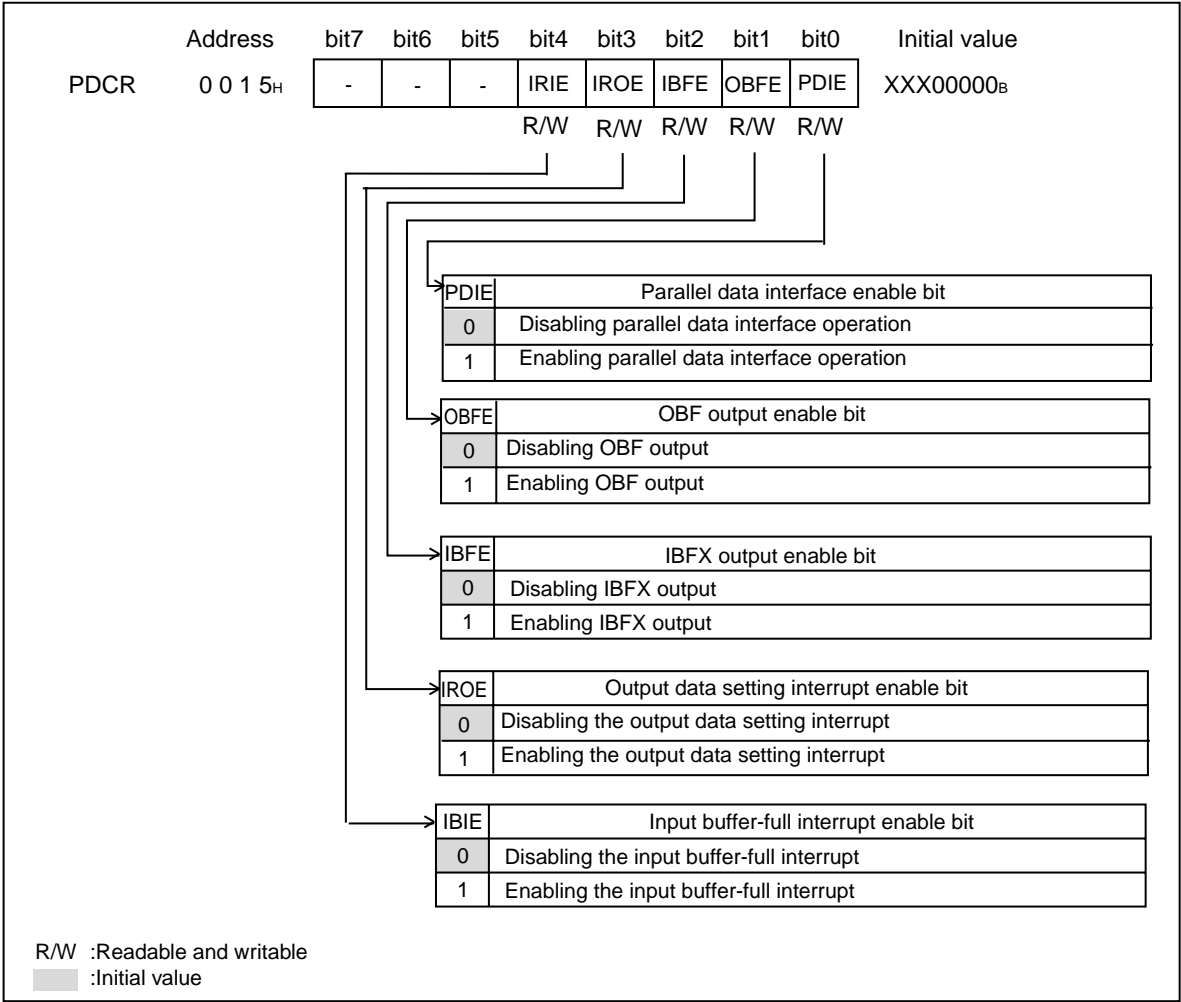 Address bit7 bit6 bit5 bit4 bit3 bit2 bit1 bit0 Initial value
PDCR 0 0 1 5H - - - IRIE IROE IBFE OBFE PDIE XXX00000B
R/W R/W R/W R/W R/W
PDIE Parallel data interface enable bit
0 Disabling parallel data interface operation
1 Enabling parallel data interface operation
OBFE OBF output enable bit
0 Disabling OBF output
1 Enabling OBF output
IBFE IBFX output enable bit
0 Disabling IBFX output
1 Enabling IBFX output
IROE Output data setting interrupt enable bit
0 Disabling the output data setting interrupt
1 Enabling the output data setting interrupt
IBIE Input buffer-full interrupt enable bit
0 Disabling the input buffer-full interrupt
1 Enabling the input buffer-full interrupt
R/W :Readable and writable
:Initial value